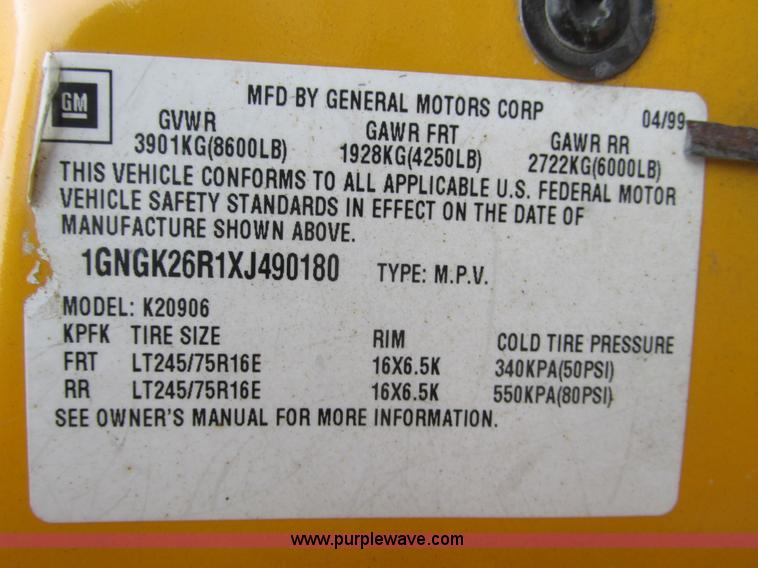 GM
MFD BY GENERAL MOTORS CORP 04/99
GVWR GAWR FRT GAWR RR
3901KG(8600LB) 1928KG(4250LB) 2722KG(6000LB)
THIS VEHICLE CONFORMS TO ALL APPLICABLE U.S. FEDERAL MOTOR
VEHICLE SAFETY STANDARDS IN EFFECT ON THE DATE OF
MANUFACTURE SHOWN ABOVE.
1GNGK26R1XJ490180 TYPE: M.P.V.
MODEL: K20906
KPFK TIRE SIZE RIM COLD TIRE PRESSURE
FRT LT245/75R16E 16X6.5K 340KPA(50PSI)
RR LT245/75R16E 16X6.5K 550KPA(80PSI)
SEE OWNER'S MANUAL FOR MORE INFORMATION.
www.purplewave.com